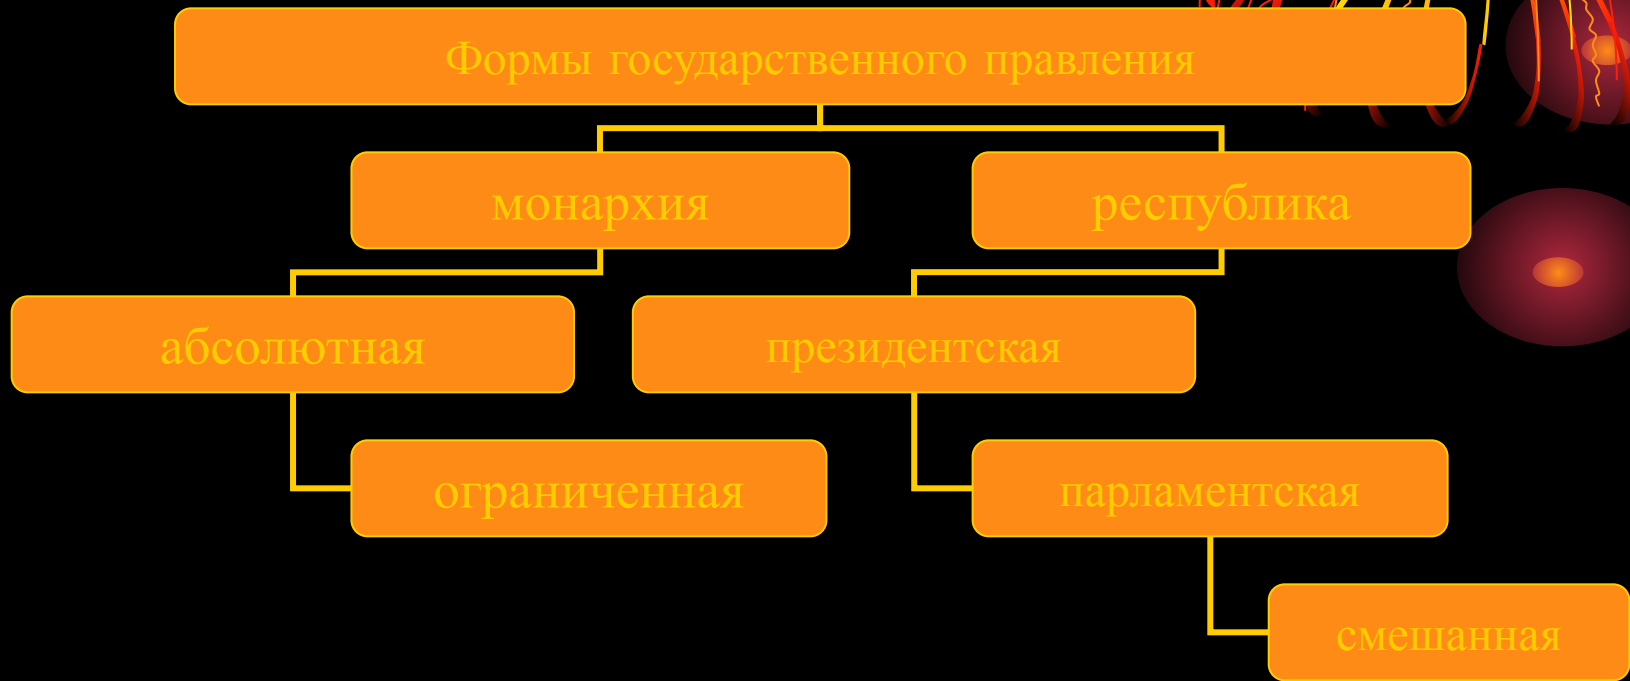 Формы государственного правления
монархия
республика
абсолютная
президентская
ограниченная
парламентская
смешанная